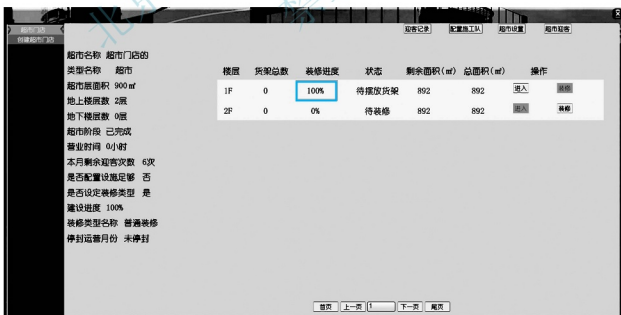 迎客记录 配置施工队 超市设置 超市迎客
超市门店
创建超市门店
超市名称 超市门店的
类型名称 超市
超市层面积 900㎡
地上楼层数 2层
地下楼层数 0层
超市阶段 已完成
营业时间 0小时
本月剩余迎客次数 6次
是否配置设施足够 否
是否设定装修类型 是
建设进度 100%
装修类型名称 普通装修
停封运营月份 未停封
楼层 货架总数 装修进度 状态 剩余面积(㎡) 总面积(㎡) 操作
1F 0 100% 待摆放货架 892 892 进入 装修
2F 0 0% 待装修 892 892 进入 装修
首页 上一页 1 下一页 尾页